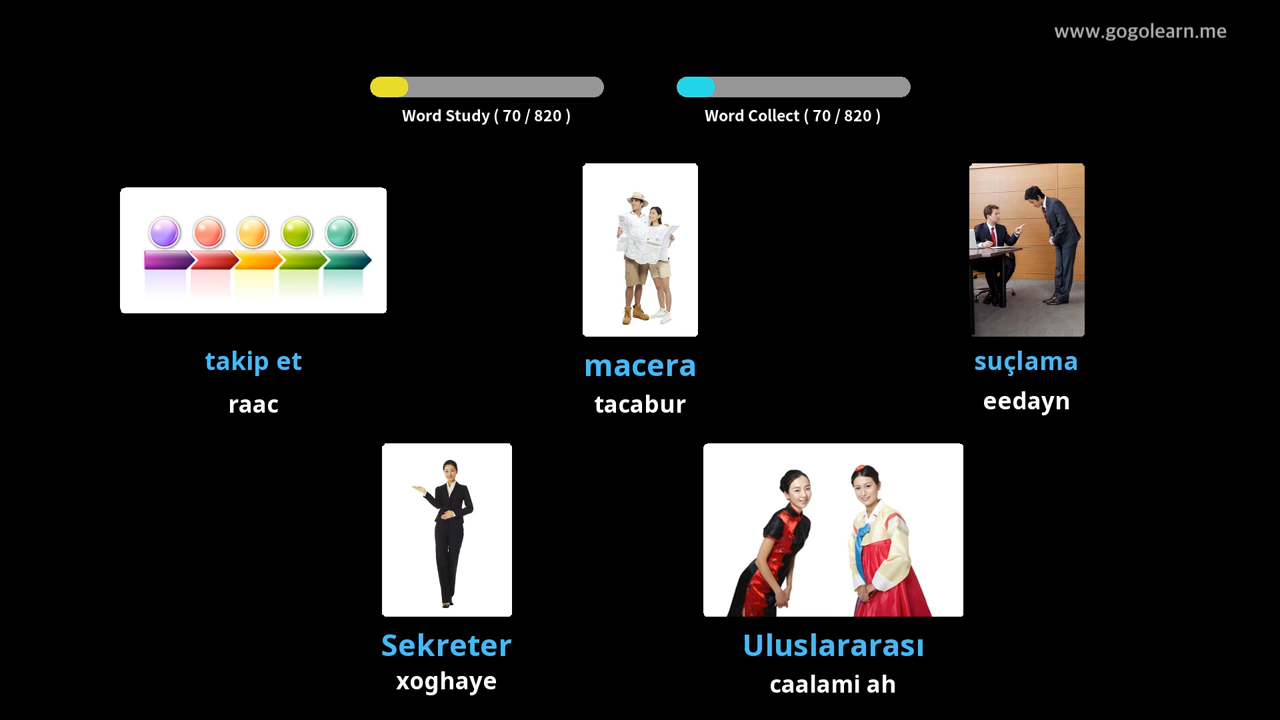 www.gogolearn.me
Word Study ( 70 / 820 )
Word Collect ( 70 / 820 )
takip et
raac
macera
tacabur
suçlama
eedayn
Sekreter
xoghaye
Uluslararası
caalami ah